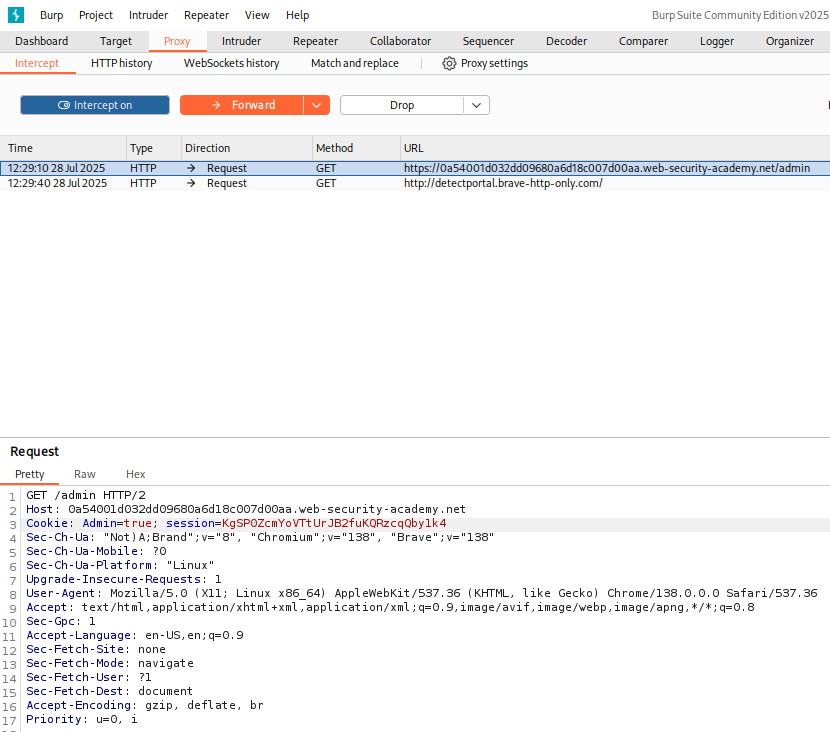 Burp Project Intruder Repeater View Help Burp Suite Community Edition v2025
Dashboard Target Proxy Intruder Repeater Collaborator Sequencer Decoder Comparer Logger Organizer
Intercept HTTP history WebSockets history Match and replace Proxy settings
Intercept on Forward Drop
Time Type Direction Method URL
12:29:10 28 Jul 2025 HTTP → Request GET https://0a54001d032dd09680a6d18c007d00aa.web-security-academy.net/admin
12:29:40 28 Jul 2025 HTTP → Request GET http://detectportal.brave-http-only.com/
Request
Pretty Raw Hex
1 GET /admin HTTP/2
2 Host: 0a54001d032dd09680a6d18c007d00aa.web-security-academy.net
3 Cookie: Admin=true; session=KgSP0ZcmYoVTtUrJB2fuKQRzcqQby1k4
4 Sec-Ch-Ua: "Not)A;Brand";v="8", "Chromium";v="138", "Brave";v="138"
5 Sec-Ch-Ua-Mobile: ?0
6 Sec-Ch-Ua-Platform: "Linux"
7 Upgrade-Insecure-Requests: 1
8 User-Agent: Mozilla/5.0 (X11; Linux x86_64) AppleWebKit/537.36 (KHTML, like Gecko) Chrome/138.0.0.0 Safari/537.36
9 Accept: text/html,application/xhtml+xml,application/xml;q=0.9,image/avif,image/webp,image/apng,*/*;q=0.8
10 Sec-Gpc: 1
11 Accept-Language: en-US,en;q=0.9
12 Sec-Fetch-Site: none
13 Sec-Fetch-Mode: navigate
14 Sec-Fetch-User: ?1
15 Sec-Fetch-Dest: document
16 Accept-Encoding: gzip, deflate, br
17 Priority: u=0, i